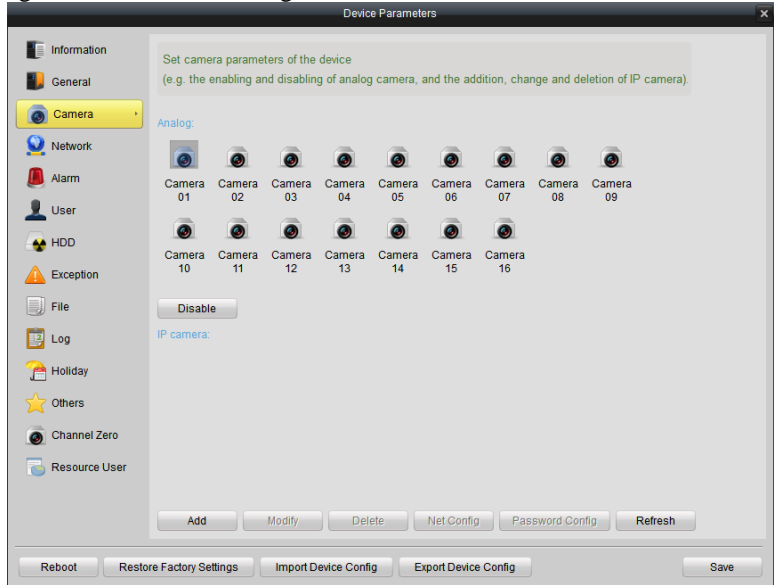 Device Parameters
Information
General
Camera
Network
Alarm
User
HDD
Exception
File
Log
Holiday
Others
Channel Zero
Resource User
Set camera parameters of the device
(e.g. the enabling and disabling of analog camera, and the addition, change and deletion of IP camera).
Analog:
Camera 01
Camera 02
Camera 03
Camera 04
Camera 05
Camera 06
Camera 07
Camera 08
Camera 09
Camera 10
Camera 11
Camera 12
Camera 13
Camera 14
Camera 15
Camera 16
Disable
IP camera:
Add Modify Delete Net Config Password Config Refresh
Reboot Restore Factory Settings Import Device Config Export Device Config Save